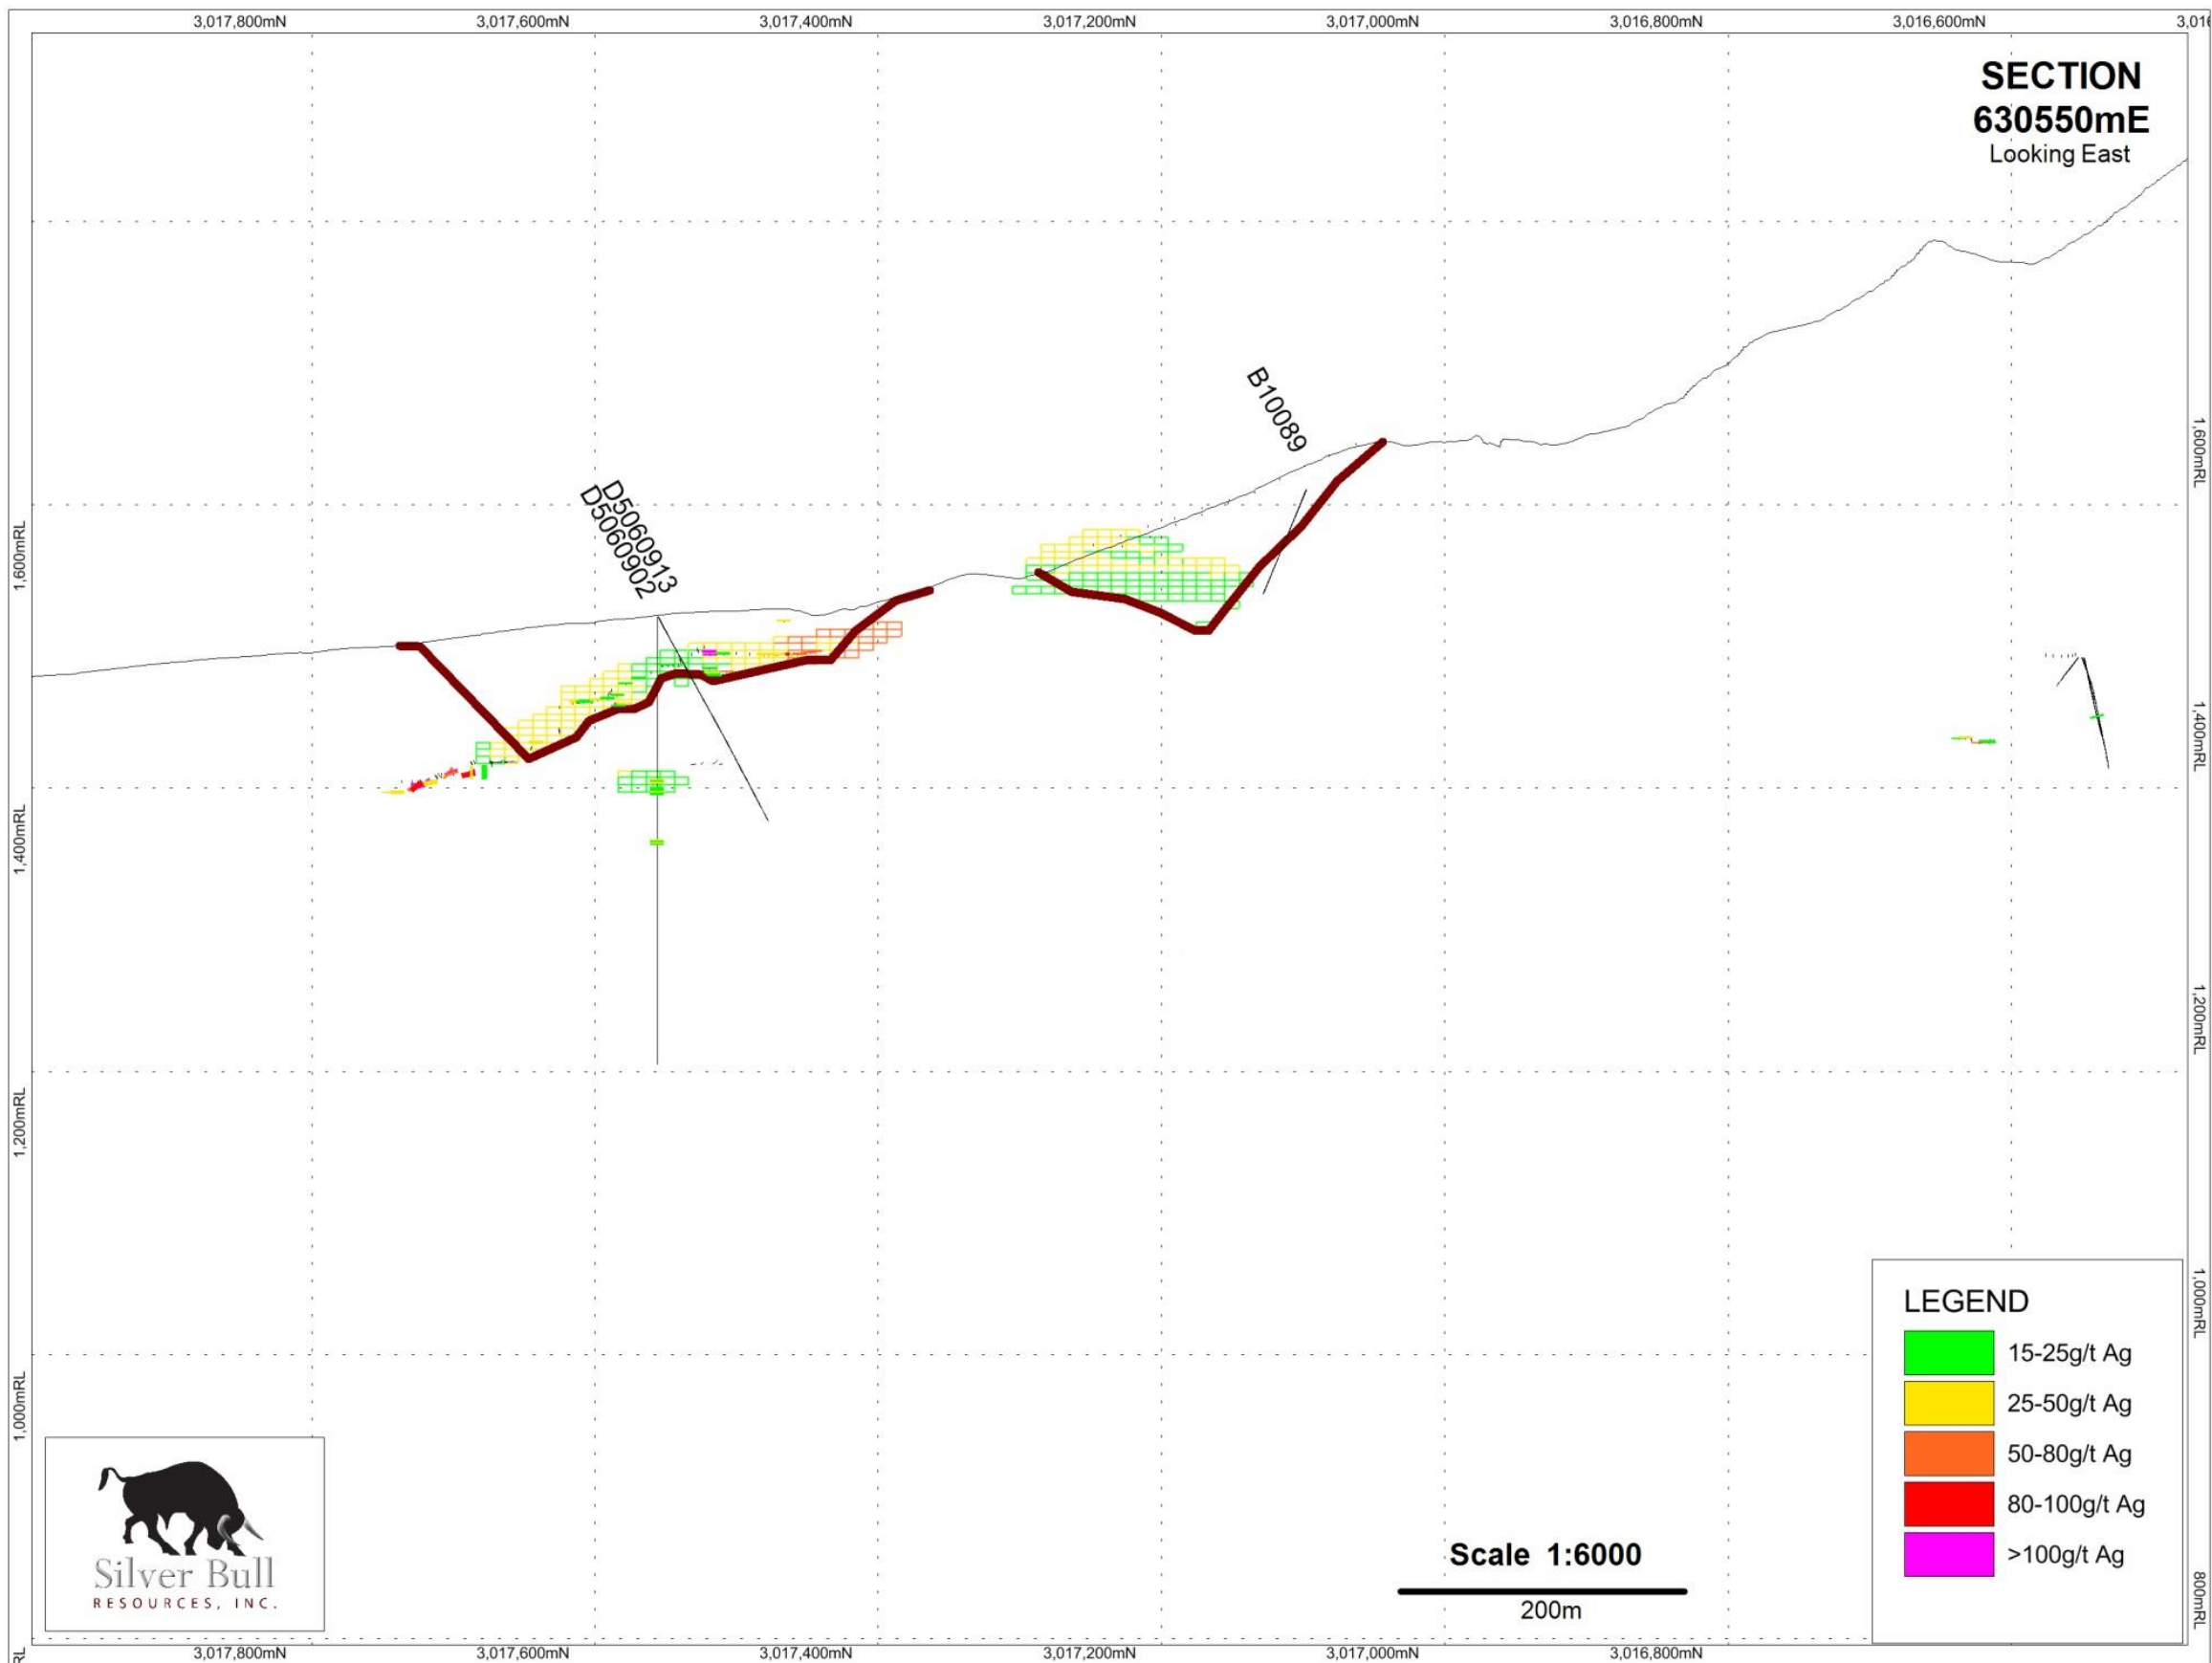 3,017,800mN
3,017,600mN
3,017,400mN
3,017,200mN
3,017,000mN
3,016,800mN
3,016,600mN
SECTION
630550mE
Looking East
B10089
D5060913
D5060902
1,600mRL
1,400mRL
1,200mRL
1,000mRL
1,600mRL
1,400mRL
1,200mRL
1,000mRL
800mRL
LEGEND
15-25g/t Ag
25-50g/t Ag
50-80g/t Ag
80-100g/t Ag
>100g/t Ag
Scale 1:6000
200m
Silver Bull
RESOURCES, INC.
3,017,800mN
3,017,600mN
3,017,400mN
3,017,200mN
3,017,000mN
3,016,800mN